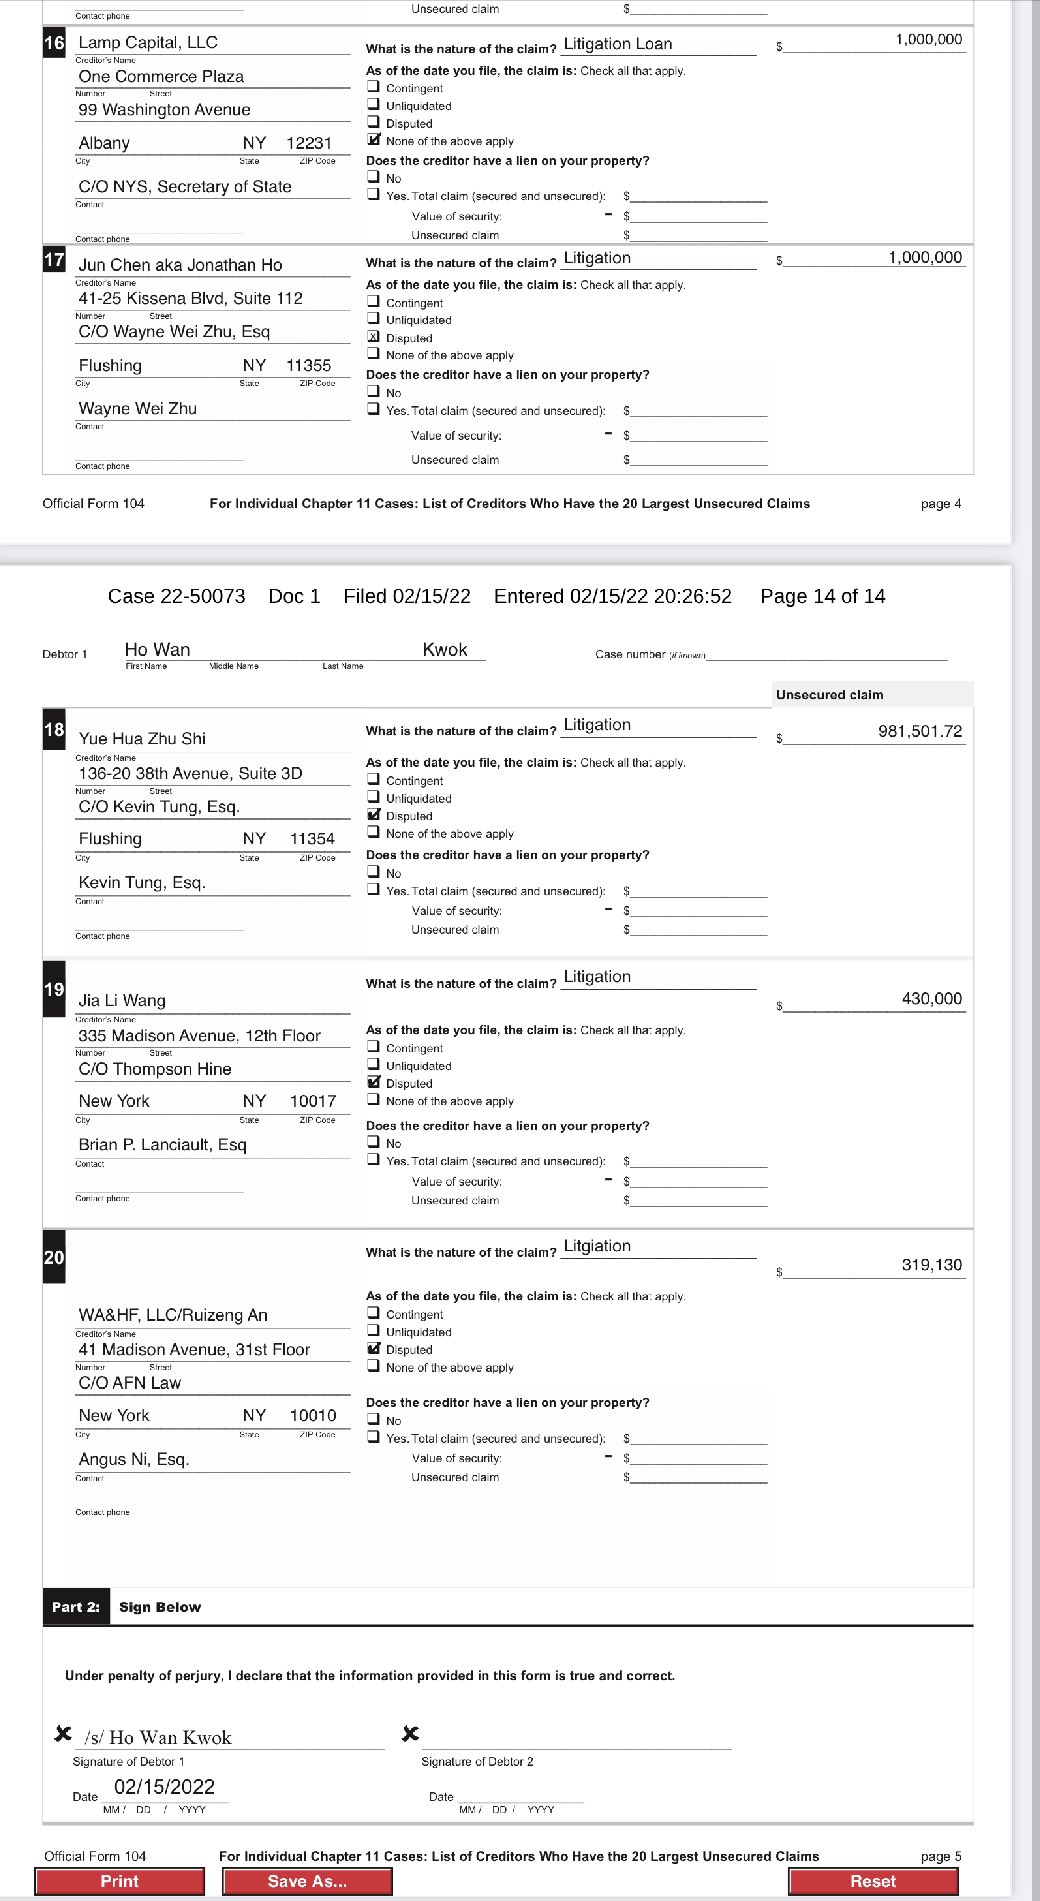 Contact phone
Unsecured claim $
16 Lamp Capital, LLC
Creditor's Name
One Commerce Plaza
Number Street
99 Washington Avenue
Albany NY 12231
City State ZIP Code
C/O NYS, Secretary of State
Contact
Contact phone
What is the nature of the claim? Litigation Loan $ 1,000,000
As of the date you file, the claim is: Check all that apply.
Contingent
Unliquidated
Disputed
None of the above apply
Does the creditor have a lien on your property?
No
Yes. Total claim (secured and unsecured): $
Value of security: - $
Unsecured claim $
17 Jun Chen aka Jonathan Ho
Creditor's Name
41-25 Kissena Blvd, Suite 112
Number Street
C/O Wayne Wei Zhu, Esq
Flushing NY 11355
City State ZIP Code
Wayne Wei Zhu
Contact
Contact phone
What is the nature of the claim? Litigation $ 1,000,000
As of the date you file, the claim is: Check all that apply.
Contingent
Unliquidated
Disputed
None of the above apply
Does the creditor have a lien on your property?
No
Yes. Total claim (secured and unsecured): $
Value of security: - $
Unsecured claim $
Official Form 104 For Individual Chapter 11 Cases: List of Creditors Who Have the 20 Largest Unsecured Claims page 4
Case 22-50073 Doc 1 Filed 02/15/22 Entered 02/15/22 20:26:52 Page 14 of 14
Debtor 1 Ho Wan Kwok Case number (if known)
First Name Middle Name Last Name
Unsecured claim
18 Yue Hua Zhu Shi
Creditor's Name
136-20 38th Avenue, Suite 3D
Number Street
C/O Kevin Tung, Esq.
Flushing NY 11354
City State ZIP Code
Kevin Tung, Esq.
Contact
Contact phone
What is the nature of the claim? Litigation $ 981,501.72
As of the date you file, the claim is: Check all that apply.
Contingent
Unliquidated
Disputed
None of the above apply
Does the creditor have a lien on your property?
No
Yes. Total claim (secured and unsecured): $
Value of security: - $
Unsecured claim $
19 Jia Li Wang
Creditor's Name
335 Madison Avenue, 12th Floor
Number Street
C/O Thompson Hine
New York NY 10017
City State ZIP Code
Brian P. Lanciault, Esq
Contact
Contact phone
What is the nature of the claim? Litigation $ 430,000
As of the date you file, the claim is: Check all that apply.
Contingent
Unliquidated
Disputed
None of the above apply
Does the creditor have a lien on your property?
No
Yes. Total claim (secured and unsecured): $
Value of security: - $
Unsecured claim $
20 WA&HF, LLC/Ruizeng An
Creditor's Name
41 Madison Avenue, 31st Floor
Number Street
C/O AFN Law
New York NY 10010
City State ZIP Code
Angus Ni, Esq.
Contact
Contact phone
What is the nature of the claim? Litgiation $ 319,130
As of the date you file, the claim is: Check all that apply.
Contingent
Unliquidated
Disputed
None of the above apply
Does the creditor have a lien on your property?
No
Yes. Total claim (secured and unsecured): $
Value of security: - $
Unsecured claim $
Part 2: Sign Below
Under penalty of perjury, I declare that the information provided in this form is true and correct.
/s/ Ho Wan Kwok
Signature of Debtor 1 Signature of Debtor 2
Date 02/15/2022 Date
MM / DD / YYYY MM / DD / YYYY
Official Form 104 For Individual Chapter 11 Cases: List of Creditors Who Have the 20 Largest Unsecured Claims page 5
Print Save As... Reset